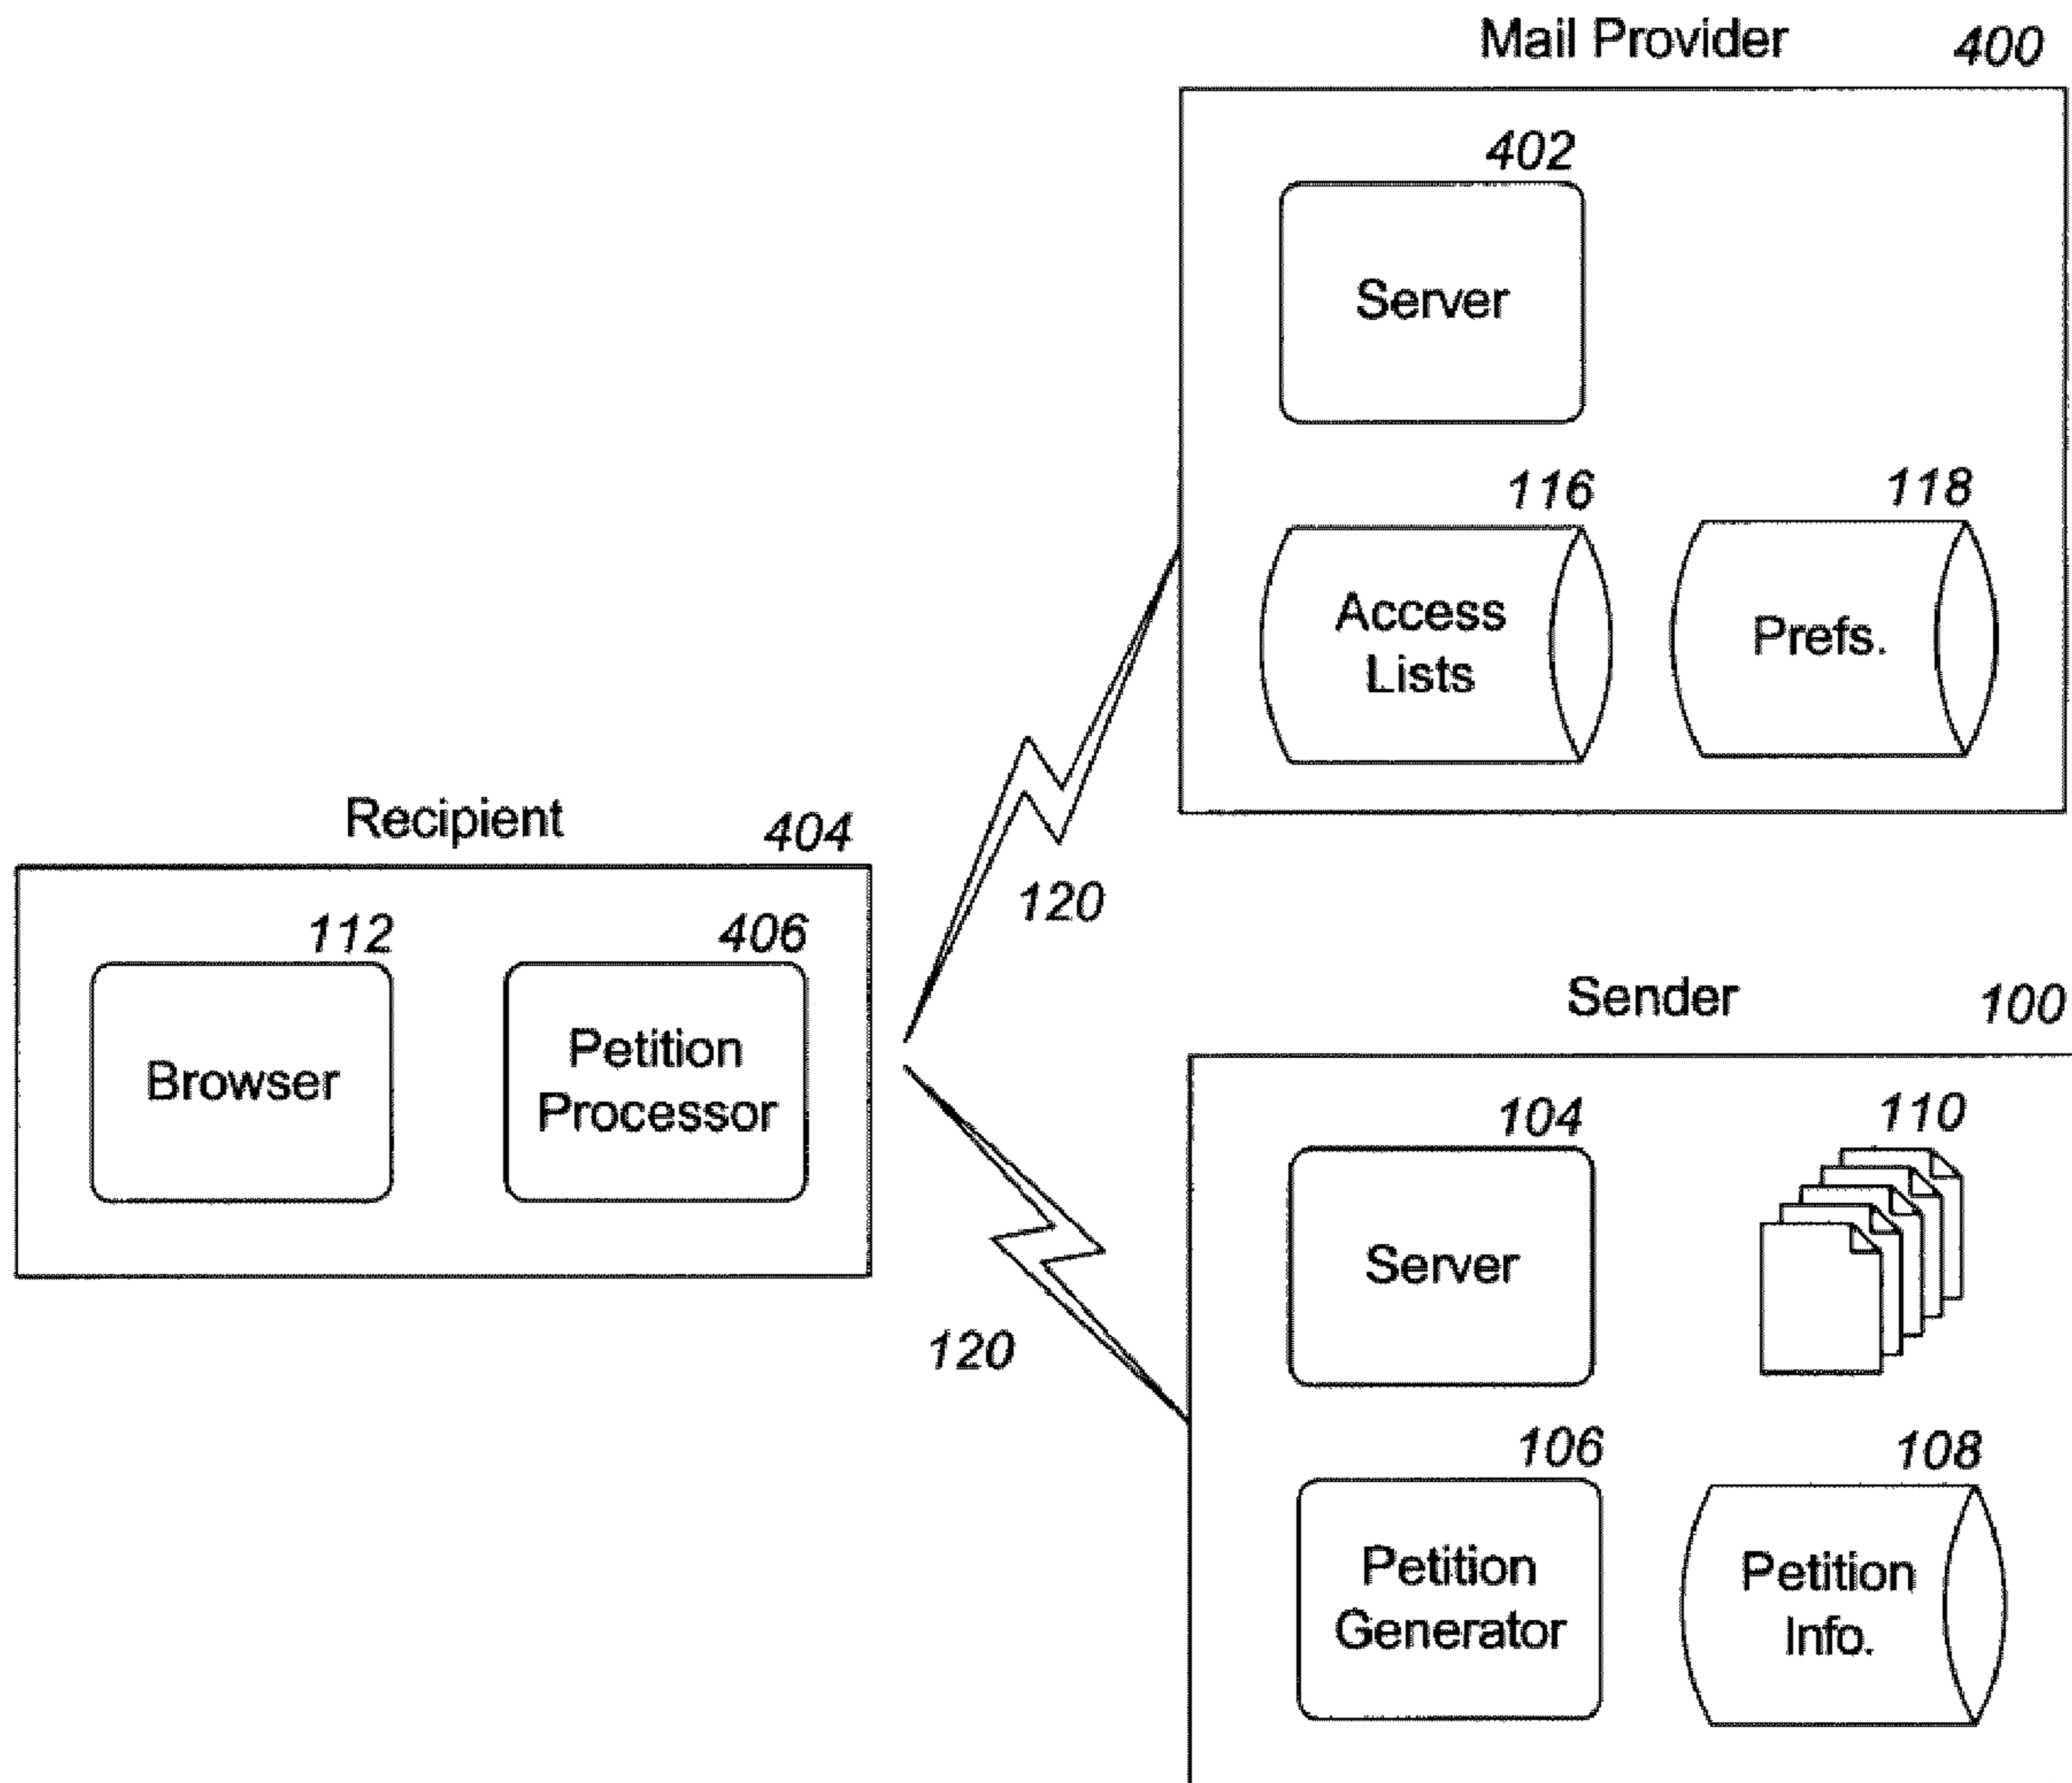 Mail Provider 400
402
Server
116 118
Access
Lists
Prefs.
Recipient 404
112 406
Browser
Petition
Processor
120
120
Sender 100
104 110
Server
106 108
Petition
Generator
Petition
Info.